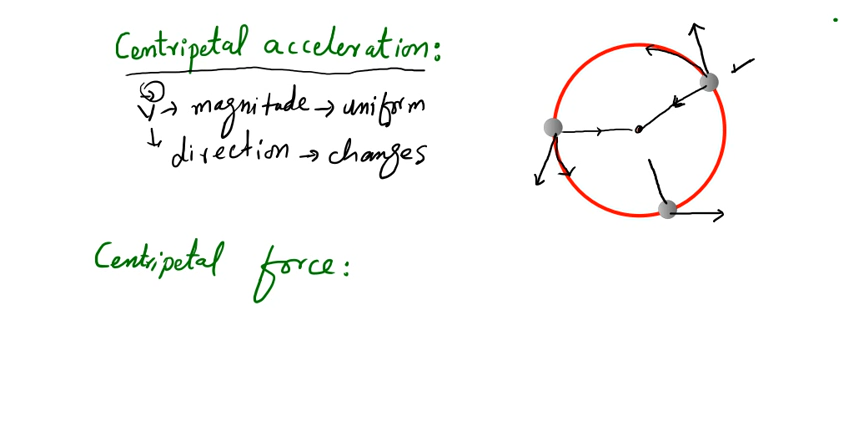 Centripetal acceleration:
v → magnitude → uniform
↓ direction → changes
Centripetal force: